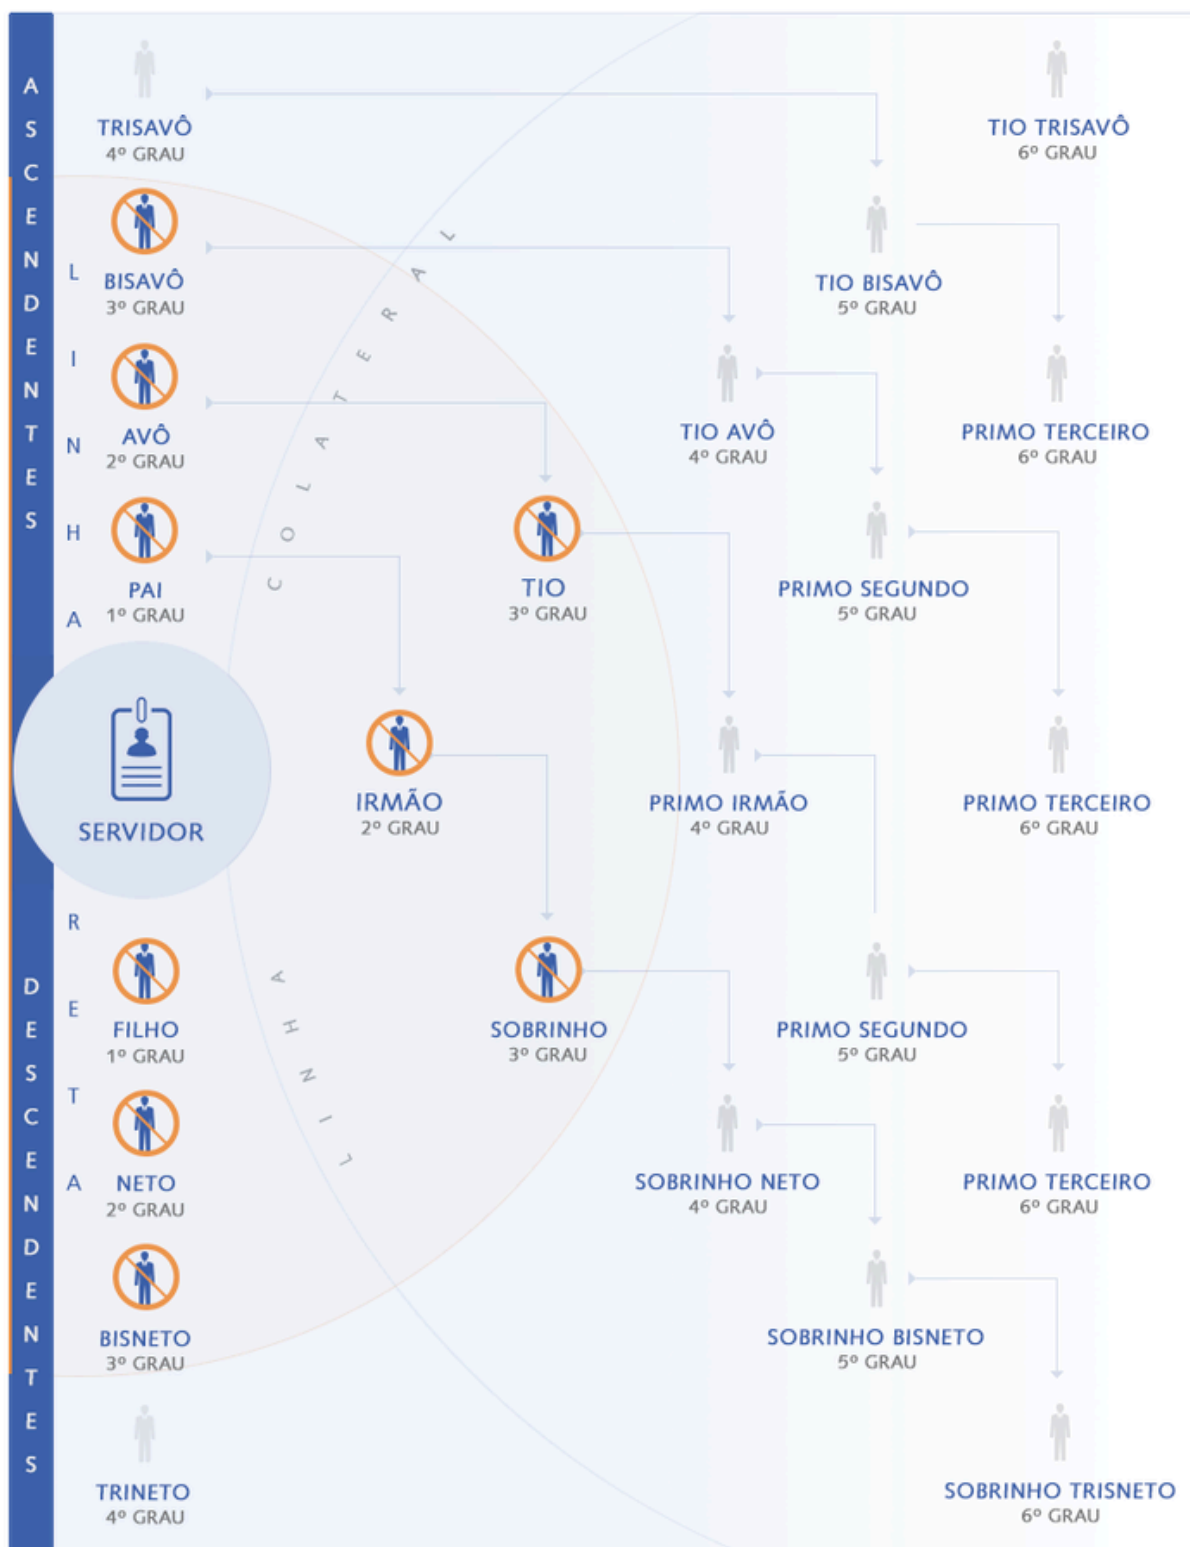 ASCENDENTES
DESCENDENTES
LINHA RETA
LINHA COLATERAL
TRISAVÔ
4º GRAU
TIO TRISAVÔ
6º GRAU
BISAVÔ
3º GRAU
TIO BISAVÔ
5º GRAU
AVÔ
2º GRAU
TIO AVÔ
4º GRAU
PRIMO TERCEIRO
6º GRAU
PAI
1º GRAU
TIO
3º GRAU
PRIMO SEGUNDO
5º GRAU
SERVIDOR
IRMÃO
2º GRAU
PRIMO IRMÃO
4º GRAU
PRIMO TERCEIRO
6º GRAU
FILHO
1º GRAU
SOBRINHO
3º GRAU
PRIMO SEGUNDO
5º GRAU
NETO
2º GRAU
SOBRINHO NETO
4º GRAU
PRIMO TERCEIRO
6º GRAU
BISNETO
3º GRAU
SOBRINHO BISNETO
5º GRAU
TRINETO
4º GRAU
SOBRINHO TRISNETO
6º GRAU